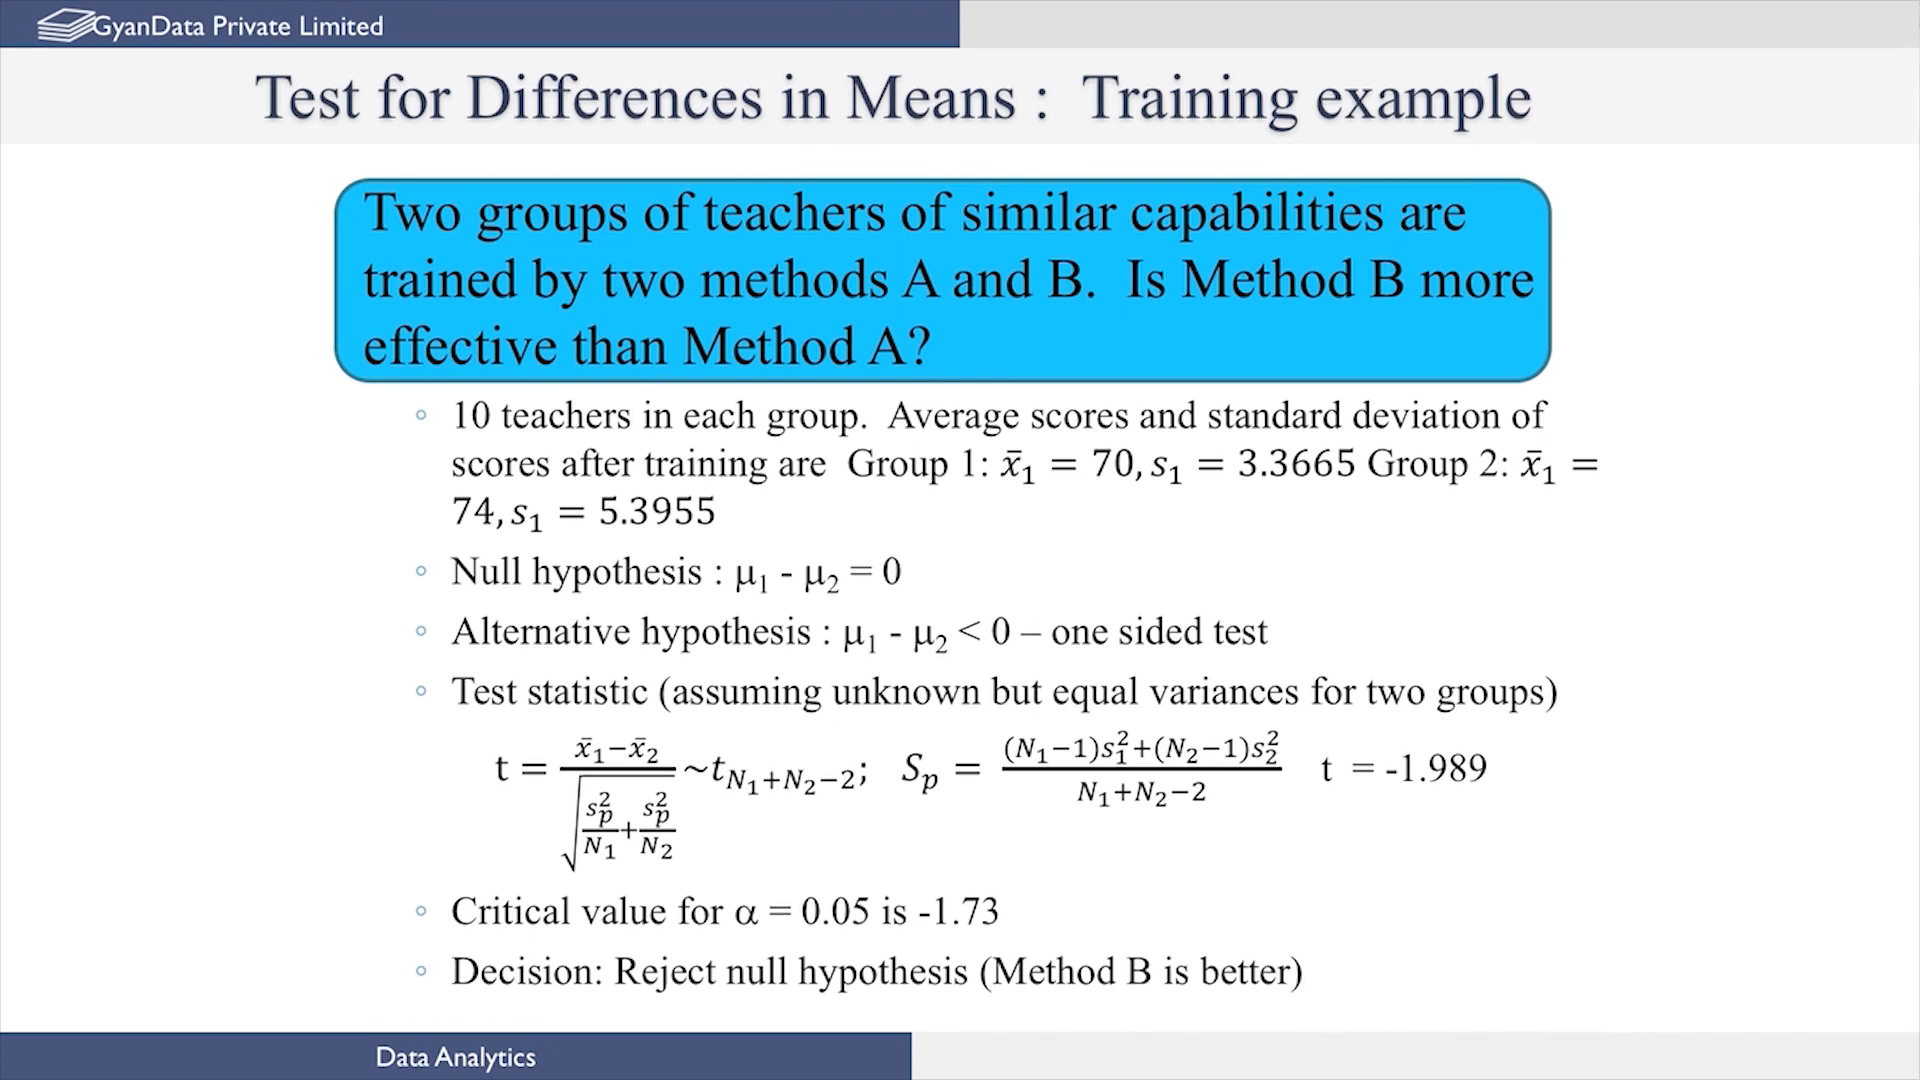 GyanData Private Limited
Test for Differences in Means : Training example
Two groups of teachers of similar capabilities are
trained by two methods A and B. Is Method B more
effective than Method A?
◦ 10 teachers in each group. Average scores and standard deviation of
scores after training are Group 1: x̄₁ = 70, s₁ = 3.3665 Group 2: x̄₁ =
74, s₁ = 5.3955
◦ Null hypothesis : μ₁ - μ₂ = 0
◦ Alternative hypothesis : μ₁ - μ₂ < 0 – one sided test
◦ Test statistic (assuming unknown but equal variances for two groups)
t = (x̄₁−x̄₂)/√(s_p²/N₁ + s_p²/N₂) ~t_{N₁+N₂−2}; S_p = ((N₁−1)s₁²+(N₂−1)s₂²)/(N₁+N₂−2) t = -1.989
◦ Critical value for α = 0.05 is -1.73
◦ Decision: Reject null hypothesis (Method B is better)
Data Analytics